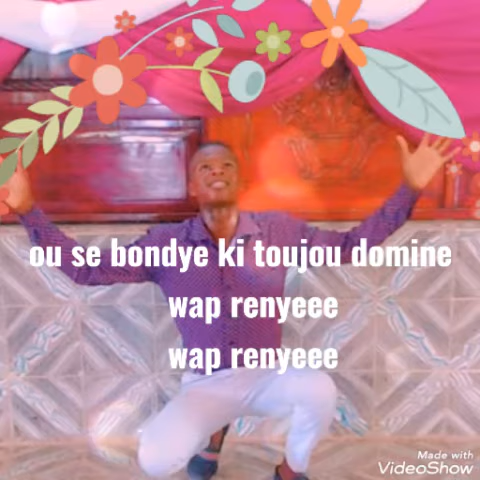 ou se bondye ki toujou domine
wap renyeee
wap renyeee
Made with
VideoShow